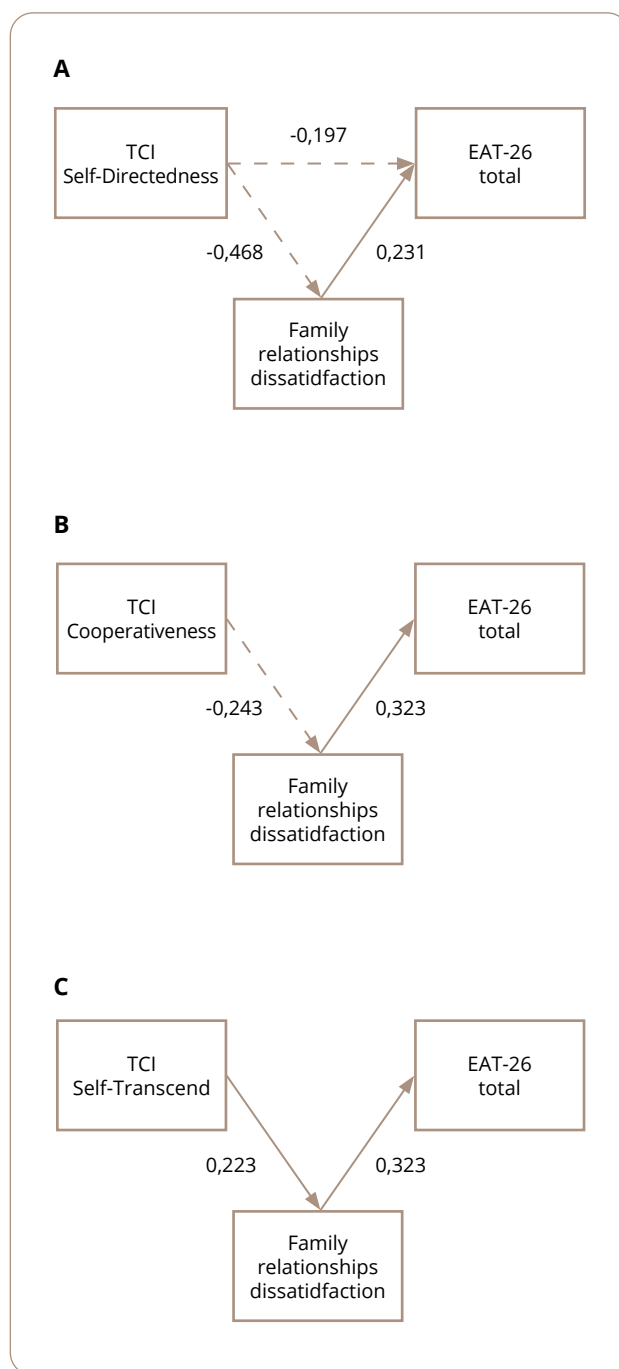 A
TCI
Self-Directedness
-0,197
EAT-26
total
-0,468
0,231
Family
relationships
dissatidfaction
B
TCI
Cooperativeness
EAT-26
total
-0,243
0,323
Family
relationships
dissatidfaction
C
TCI
Self-Transcend
EAT-26
total
0,223
0,323
Family
relationships
dissatidfaction